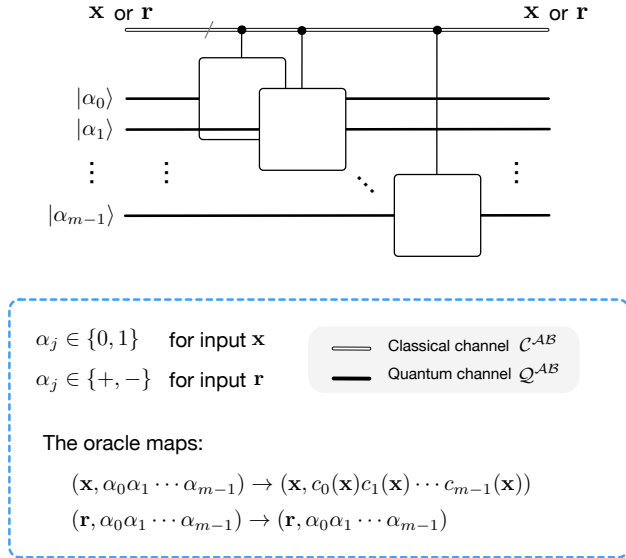 x or r x or r
|α₀⟩
|α₁⟩
⋮ ⋮ ⋱ ⋮
|αₘ₋₁⟩
αⱼ ∈ {0, 1} for input x
αⱼ ∈ {+, −} for input r
Classical channel 𝒞^𝒜ℬ
Quantum channel 𝒬^𝒜ℬ
The oracle maps:
(x, α₀α₁ ⋯ αₘ₋₁) → (x, c₀(x)c₁(x) ⋯ cₘ₋₁(x))
(r, α₀α₁ ⋯ αₘ₋₁) → (r, α₀α₁ ⋯ αₘ₋₁)